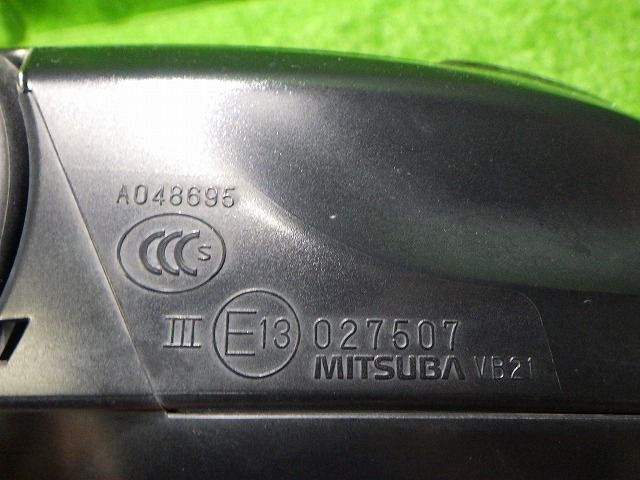 A048695
CCC S
III E13 027507
MITSUBA VB21